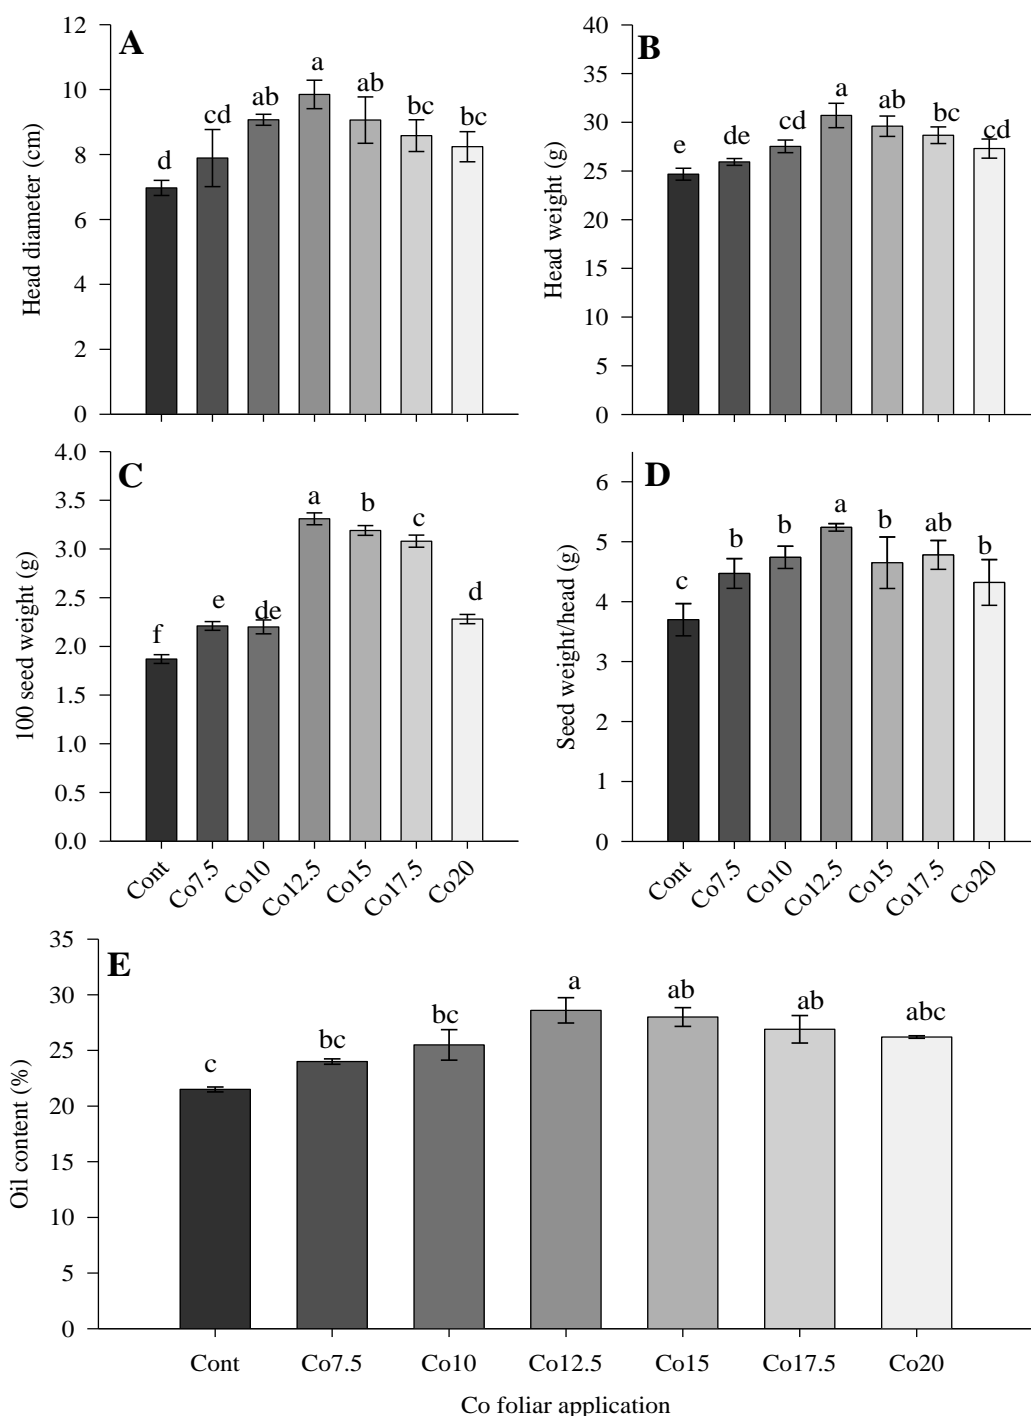 A
Head diameter (cm)
12
10
8
6
4
2
0
d
cd
ab
a
ab
bc
bc
B
Head weight (g)
40
35
30
25
20
15
10
5
0
e
de
cd
a
ab
bc
cd
C
100 seed weight (g)
4.0
3.5
3.0
2.5
2.0
1.5
1.0
0.5
0.0
f
e
de
a
b
c
d
Cont
Co7.5
Co10
Co12.5
Co15
Co17.5
Co20
D
Seed weight/head (g)
6
5
4
3
2
1
0
c
b
b
a
b
ab
b
Cont
Co7.5
Co10
Co12.5
Co15
Co17.5
Co20
E
Oil content (%)
35
30
25
20
15
10
5
0
c
bc
bc
a
ab
ab
abc
Cont
Co7.5
Co10
Co12.5
Co15
Co17.5
Co20
Co foliar application